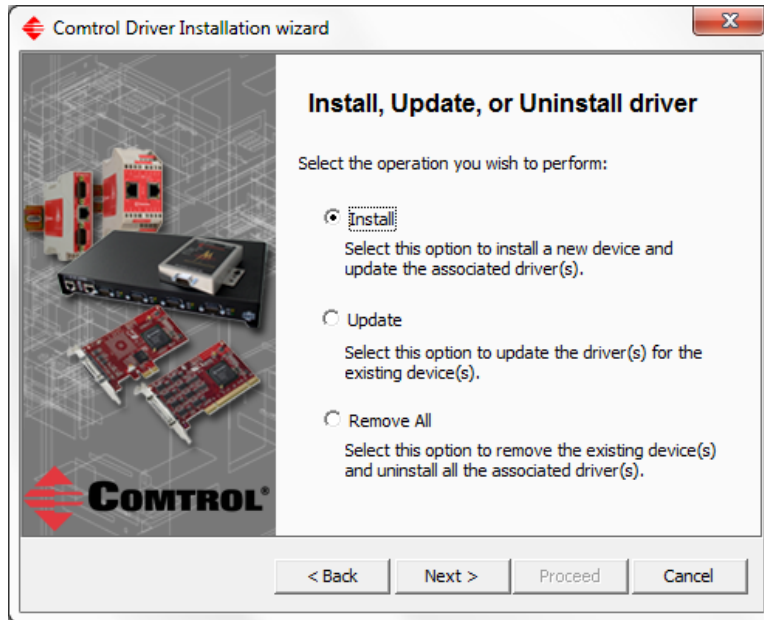 Comtrol Driver Installation wizard
Install, Update, or Uninstall driver
Select the operation you wish to perform:
Install
Select this option to install a new device and
update the associated driver(s).
Update
Select this option to update the driver(s) for the
existing device(s).
Remove All
Select this option to remove the existing device(s)
and uninstall all the associated driver(s).
COMTROL®
< Back
Next >
Proceed
Cancel